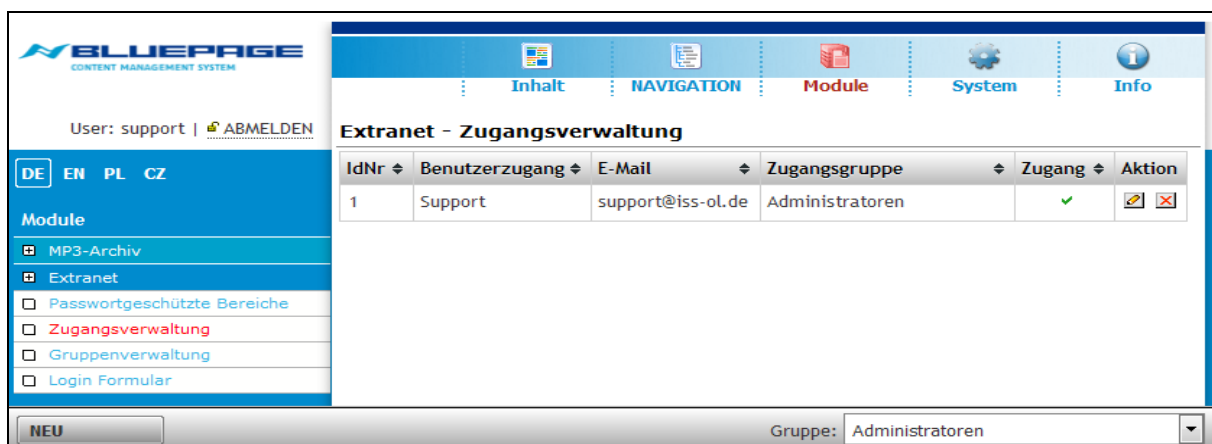 BLUEPAGE
CONTENT MANAGEMENT SYSTEM
Inhalt NAVIGATION Module System Info
User: support | ABMELDEN
Extranet - Zugangsverwaltung
DE EN PL CZ
IdNr Benutzerzugang E-Mail Zugangsgruppe Zugang Aktion
1 Support support@iss-ol.de Administratoren
Module
MP3-Archiv
Extranet
Passwortgeschützte Bereiche
Zugangsverwaltung
Gruppenverwaltung
Login Formular
NEU
Gruppe: Administratoren